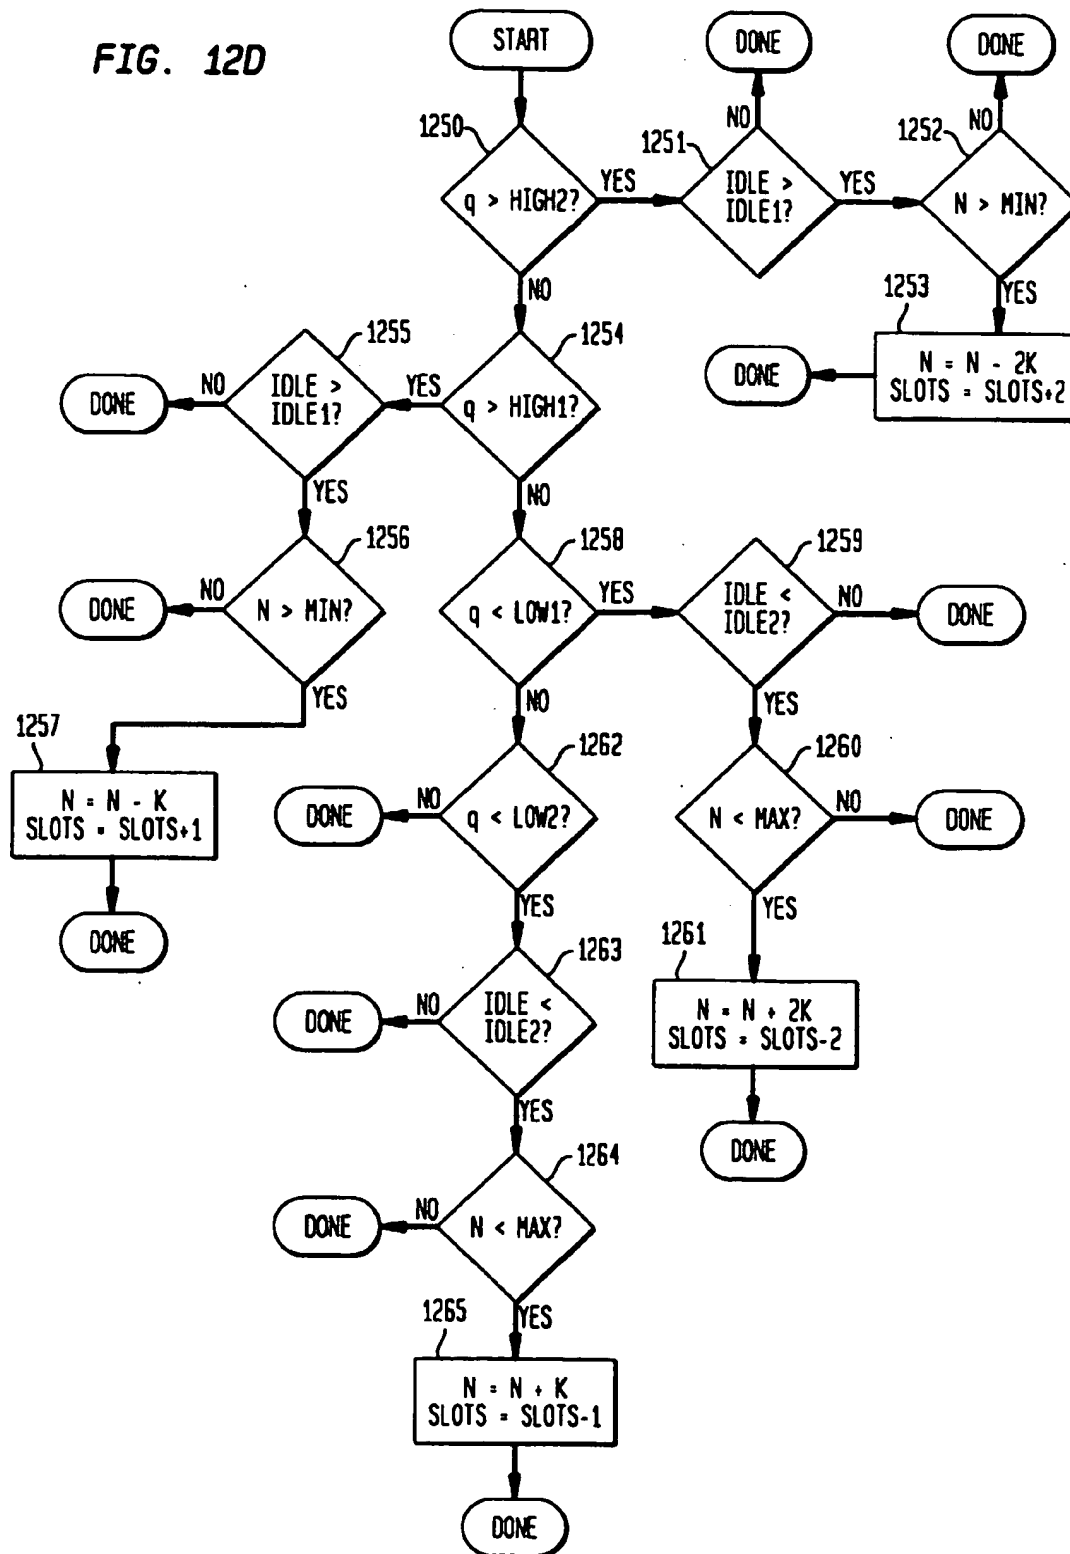 FIG. 12D
START
DONE
DONE
1250
q > HIGH2?
YES
NO
1251
IDLE >
IDLE1?
NO
YES
1252
N > MIN?
NO
YES
1253
N = N - 2K
SLOTS = SLOTS+2
DONE
1254
q > HIGH1?
YES
NO
1255
IDLE >
IDLE1?
NO
DONE
YES
1256
N > MIN?
NO
DONE
YES
1257
N = N - K
SLOTS = SLOTS+1
DONE
1258
q < LOW1?
YES
NO
1259
IDLE <
IDLE2?
NO
DONE
YES
1260
N < MAX?
NO
DONE
YES
1261
N = N + 2K
SLOTS = SLOTS-2
DONE
1262
q < LOW2?
NO
DONE
YES
1263
IDLE <
IDLE2?
NO
DONE
YES
1264
N < MAX?
NO
DONE
YES
1265
N = N + K
SLOTS = SLOTS-1
DONE